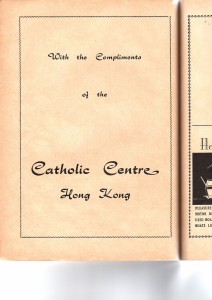 With the Compliments
of the
Catholic Centre
Hong Kong